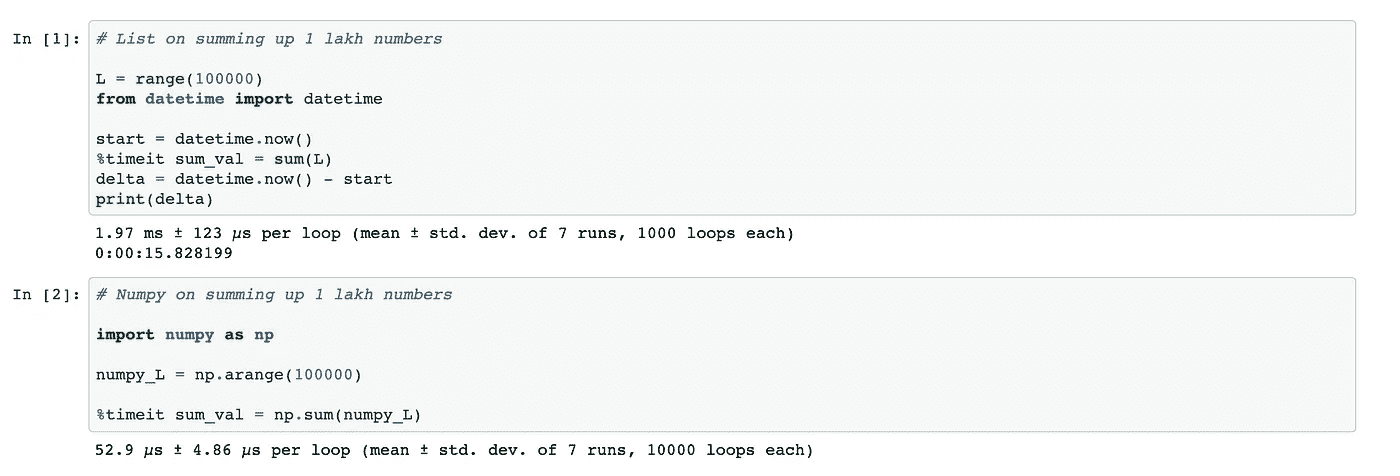 In [1]: # List on summing up 1 lakh numbers
L = range(100000)
from datetime import datetime
start = datetime.now()
%timeit sum_val = sum(L)
delta = datetime.now() - start
print(delta)
1.97 ms ± 123 µs per loop (mean ± std. dev. of 7 runs, 1000 loops each)
0:00:15.828199
In [2]: # Numpy on summing up 1 lakh numbers
import numpy as np
numpy_L = np.arange(100000)
%timeit sum_val = np.sum(numpy_L)
52.9 µs ± 4.86 µs per loop (mean ± std. dev. of 7 runs, 10000 loops each)